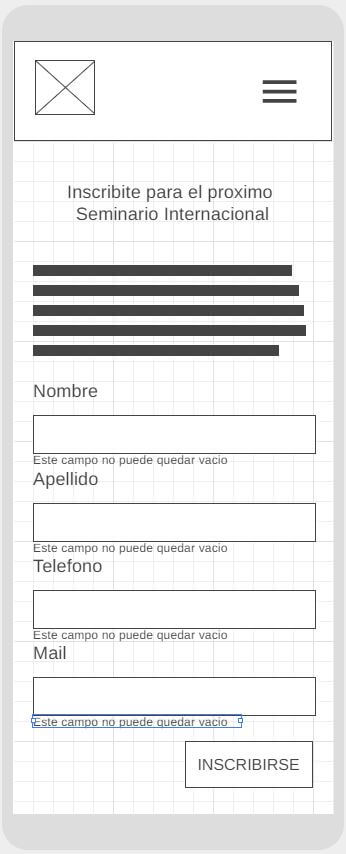 Inscribite para el proximo
Seminario Internacional
Nombre
Este campo no puede quedar vacio
Apellido
Este campo no puede quedar vacio
Telefono
Este campo no puede quedar vacio
Mail
Este campo no puede quedar vacio
INSCRIBIRSE